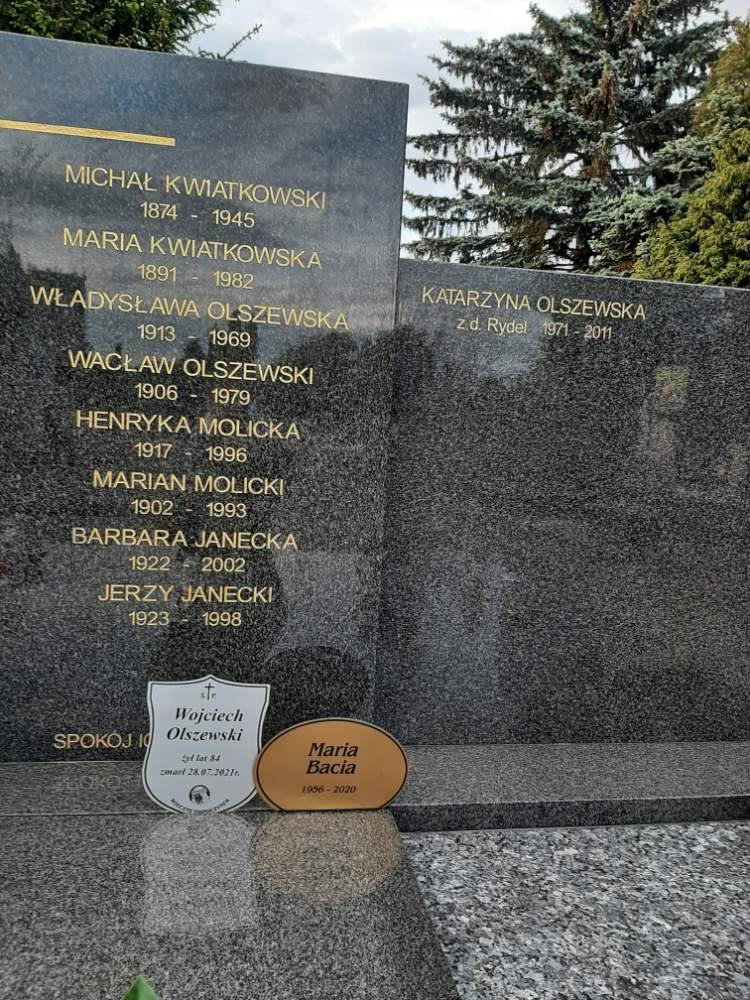 MICHAŁ KWIATKOWSKI
1874 - 1945
MARIA KWIATKOWSKA
1891 - 1982
WŁADYSŁAWA OLSZEWSKA
1913 - 1969
WACŁAW OLSZEWSKI
1906 - 1979
HENRYKA MOLICKA
1917 - 1996
MARIAN MOLICKI
1902 - 1993
BARBARA JANECKA
1922 - 2002
JERZY JANECKI
1923 - 1998
SPOKÓJ
KATARZYNA OLSZEWSKA
z.d. Rydel 1971 - 2011
Ś. P.
Wojciech
Olszewski
żył lat 84
zmarł 28.07.2021r.
Maria
Bacia
1956 - 2020